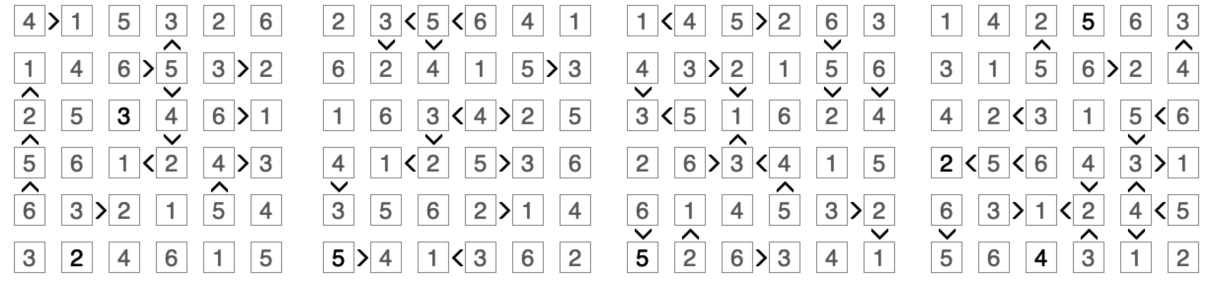 4 > 1 5 3 2 6 2 3 < 5 < 6 4 1 1 < 4 5 > 2 6 3 1 4 2 5 6 3
^ v v v ^ ^
1 4 6 > 5 3 > 2 6 2 4 1 5 > 3 4 3 > 2 1 5 6 3 1 5 6 > 2 4
^ v v v v v
2 5 3 4 6 > 1 1 6 3 < 4 > 2 5 3 < 5 1 6 2 4 4 2 < 3 1 5 < 6
^ v v ^ v
5 6 1 < 2 4 > 3 4 1 < 2 5 > 3 6 2 6 > 3 < 4 1 5 2 < 5 < 6 4 3 > 1
^ ^ v ^ v ^
6 3 > 2 1 5 4 3 5 6 2 > 1 4 6 1 4 5 3 > 2 6 3 > 1 < 2 4 < 5
v ^ v v ^ v
3 2 4 6 1 5 5 > 4 1 < 3 6 2 5 2 6 > 3 4 1 5 6 4 3 1 2